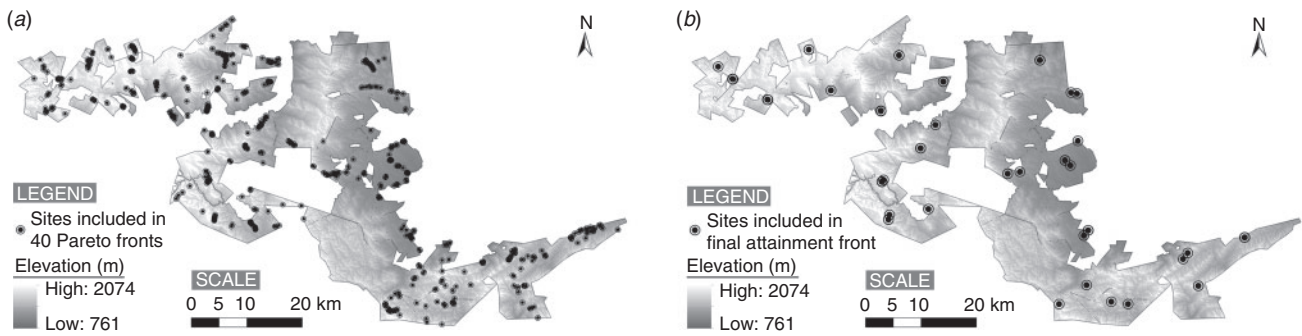 (a)
N
LEGEND
Sites included in
40 Pareto fronts
Elevation (m)
High: 2074
Low: 761
SCALE
0 5 10 20 km
(b)
N
LEGEND
Sites included in
final attainment front
Elevation (m)
High: 2074
Low: 761
SCALE
0 5 10 20 km